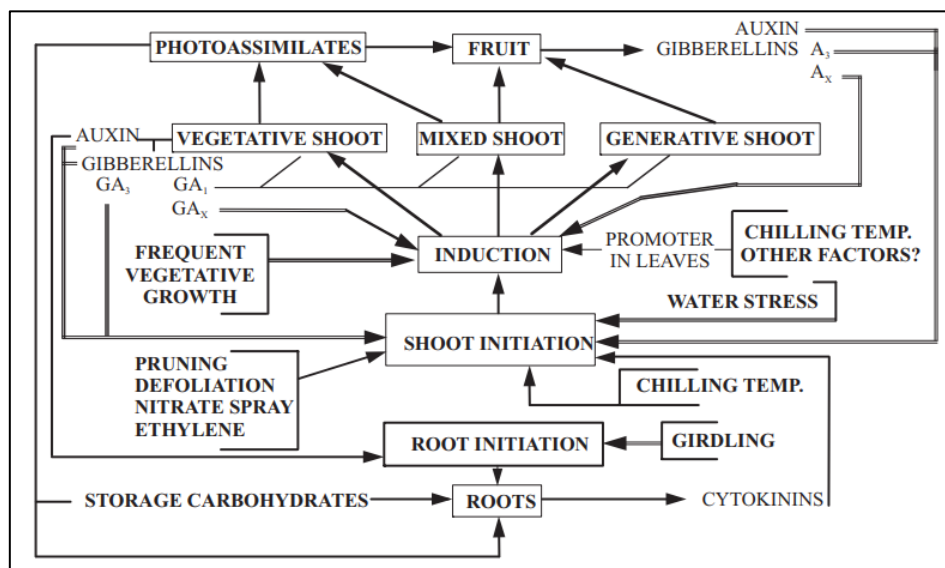 AUXIN
PHOTOASSIMILATES
FRUIT
GIBBERELLINS A₃
Aₓ
AUXIN
VEGETATIVE SHOOT
MIXED SHOOT
GENERATIVE SHOOT
GIBBERELLINS
GA₃
GA₁
GAₓ
FREQUENT
VEGETATIVE
GROWTH
INDUCTION
PROMOTER
IN LEAVES
CHILLING TEMP.
OTHER FACTORS?
WATER STRESS
SHOOT INITIATION
PRUNING
DEFOLIATION
NITRATE SPRAY
ETHYLENE
CHILLING TEMP.
ROOT INITIATION
GIRDLING
STORAGE CARBOHYDRATES
ROOTS
CYTOKININS